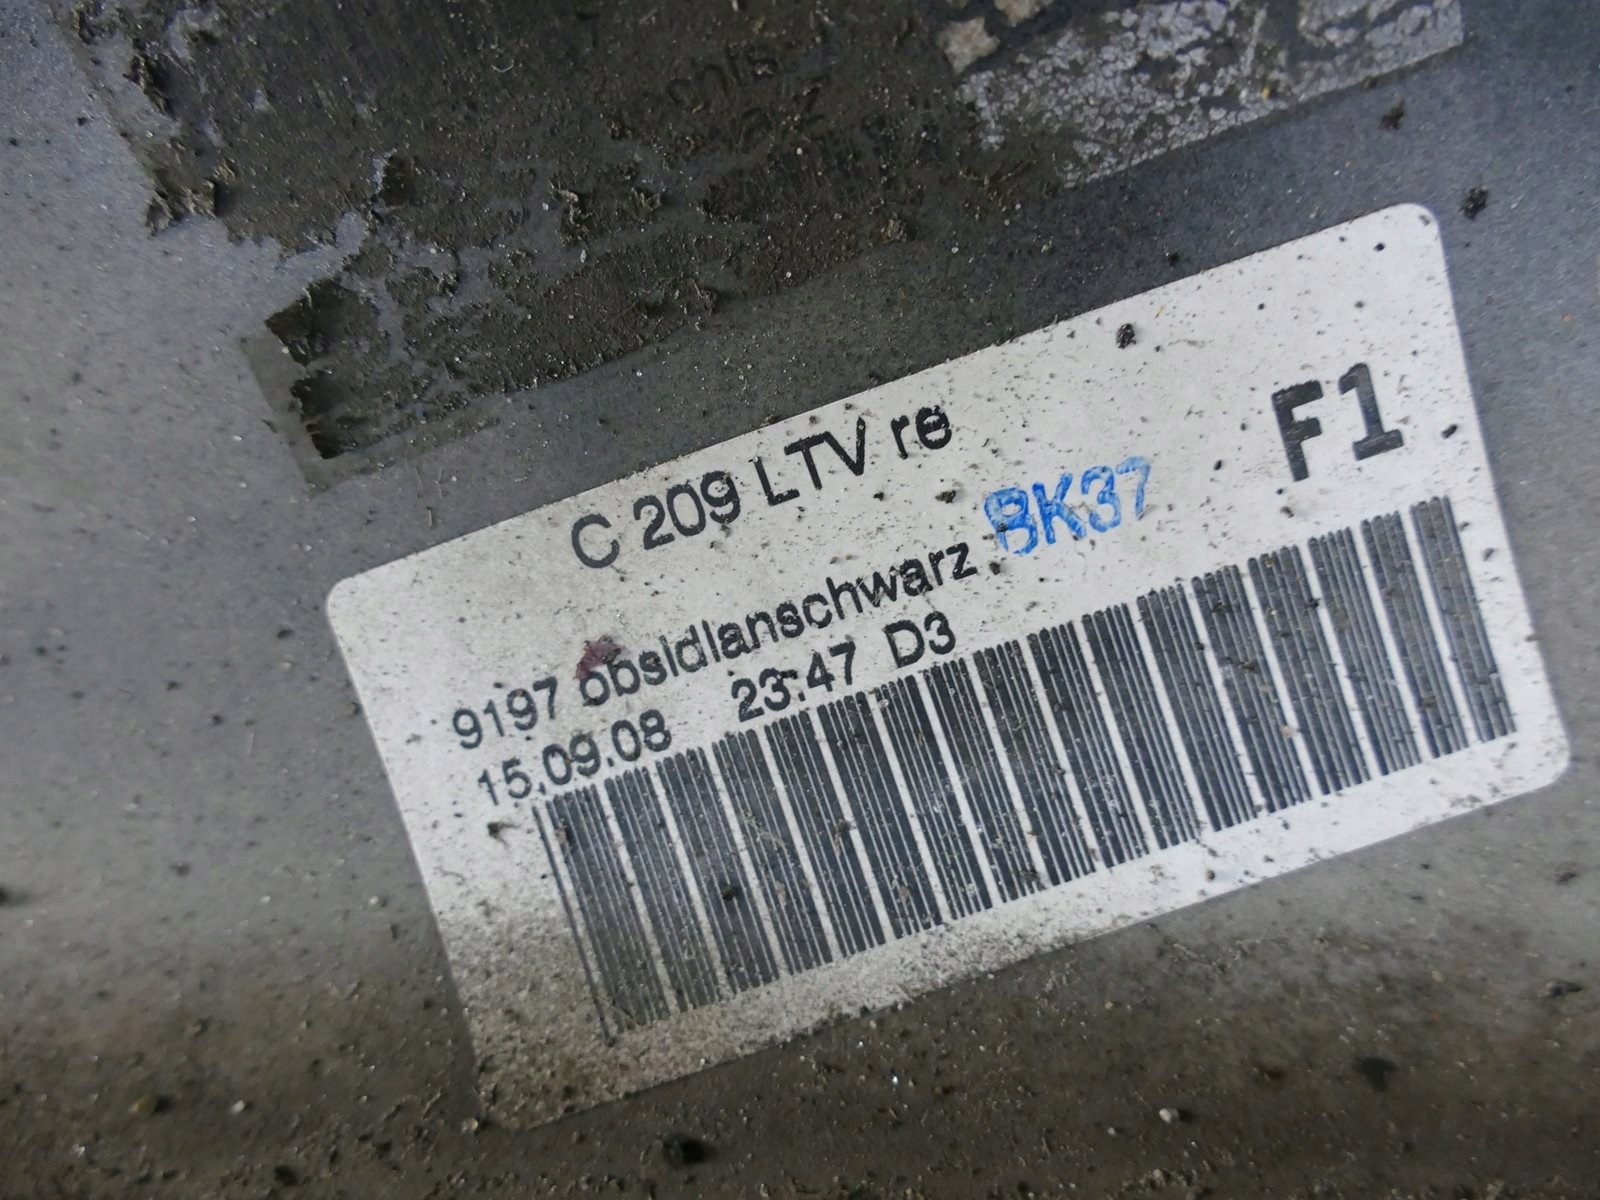 C 209 LTV re
F1
BK37
9197 obsidianschwarz
15.09.08 23:47 D3